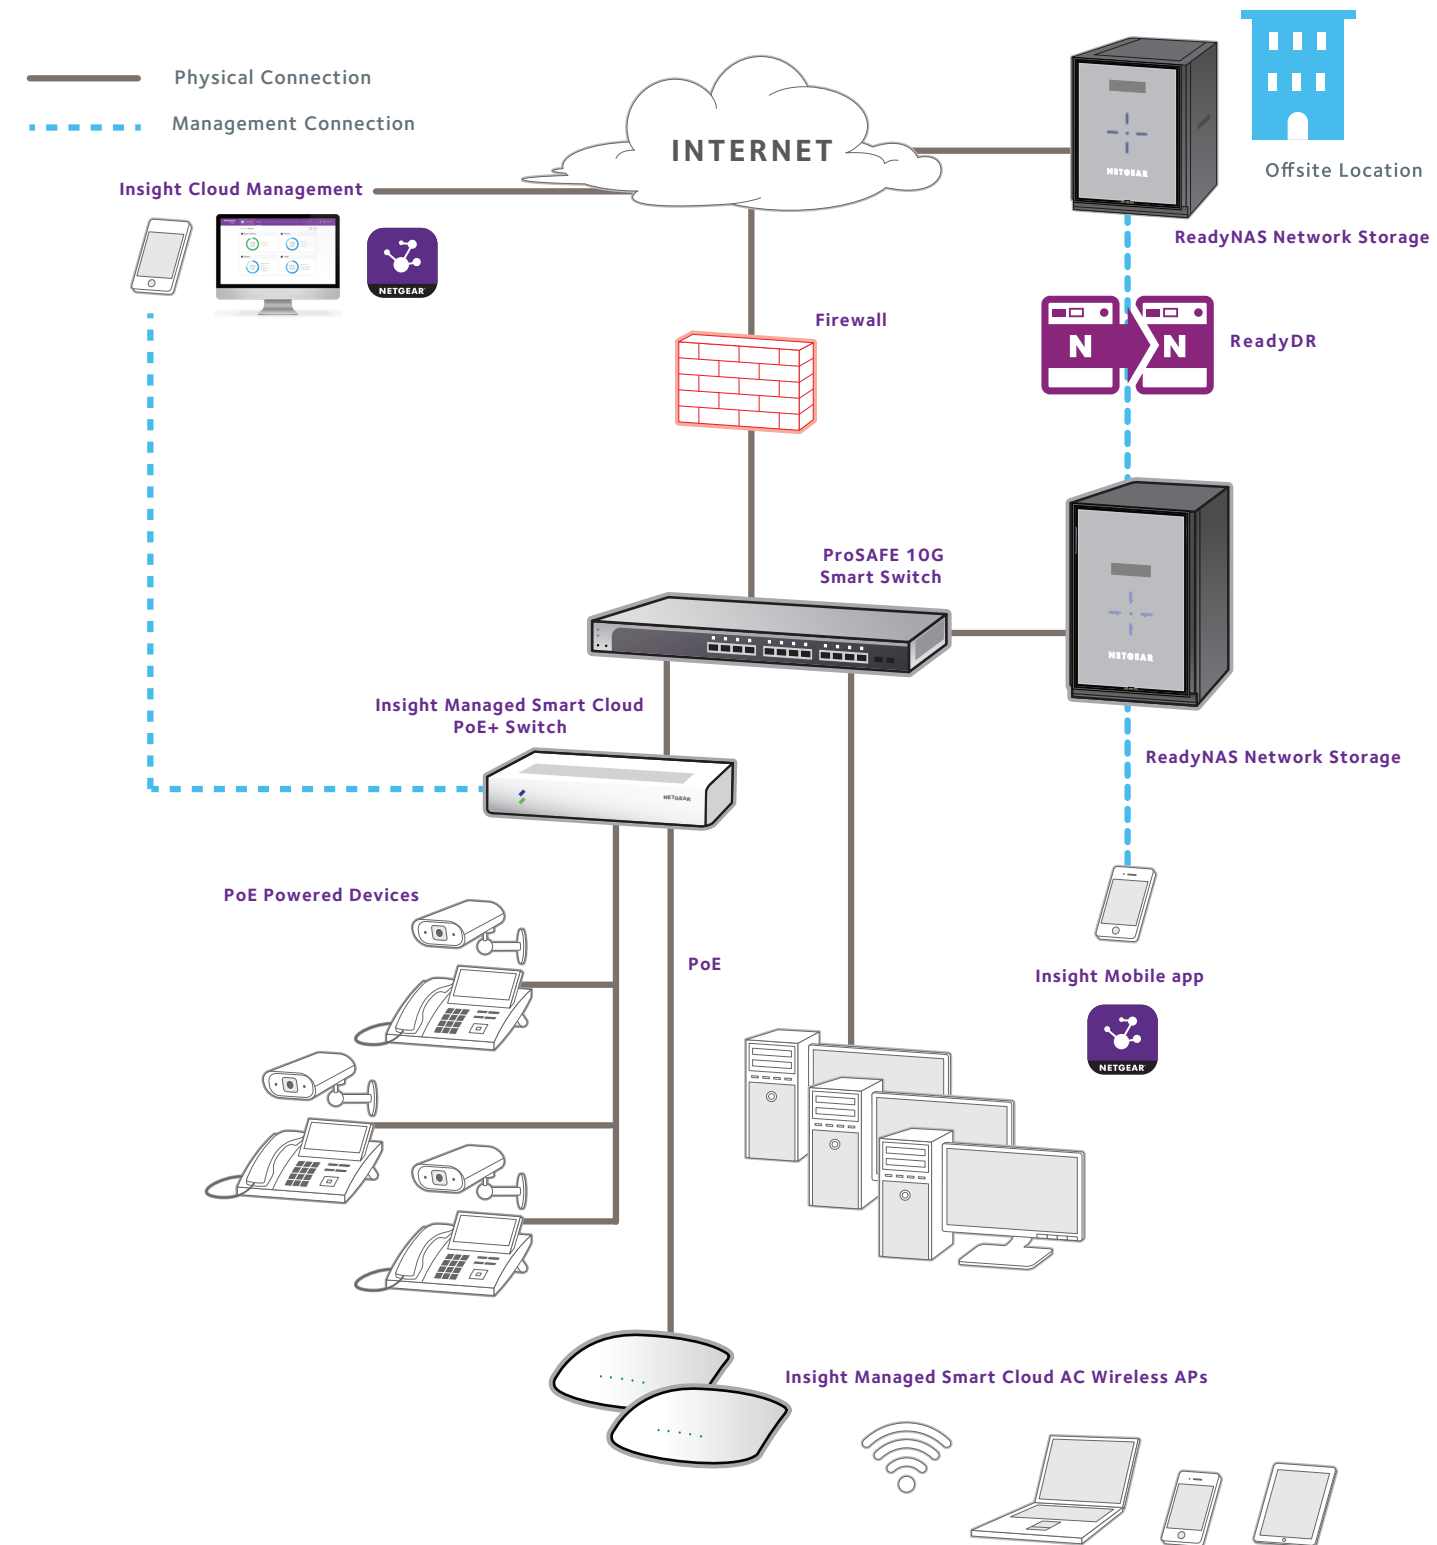 Physical Connection
Management Connection
INTERNET
NETGEAR
Offsite Location
Insight Cloud Management
NETGEAR
ReadyNAS Network Storage
Firewall
N N
ReadyDR
ProSAFE 10G
Smart Switch
NETGEAR
Insight Managed Smart Cloud
PoE+ Switch
NETGEAR
ReadyNAS Network Storage
PoE Powered Devices
PoE
Insight Mobile app
NETGEAR
Insight Managed Smart Cloud AC Wireless APs